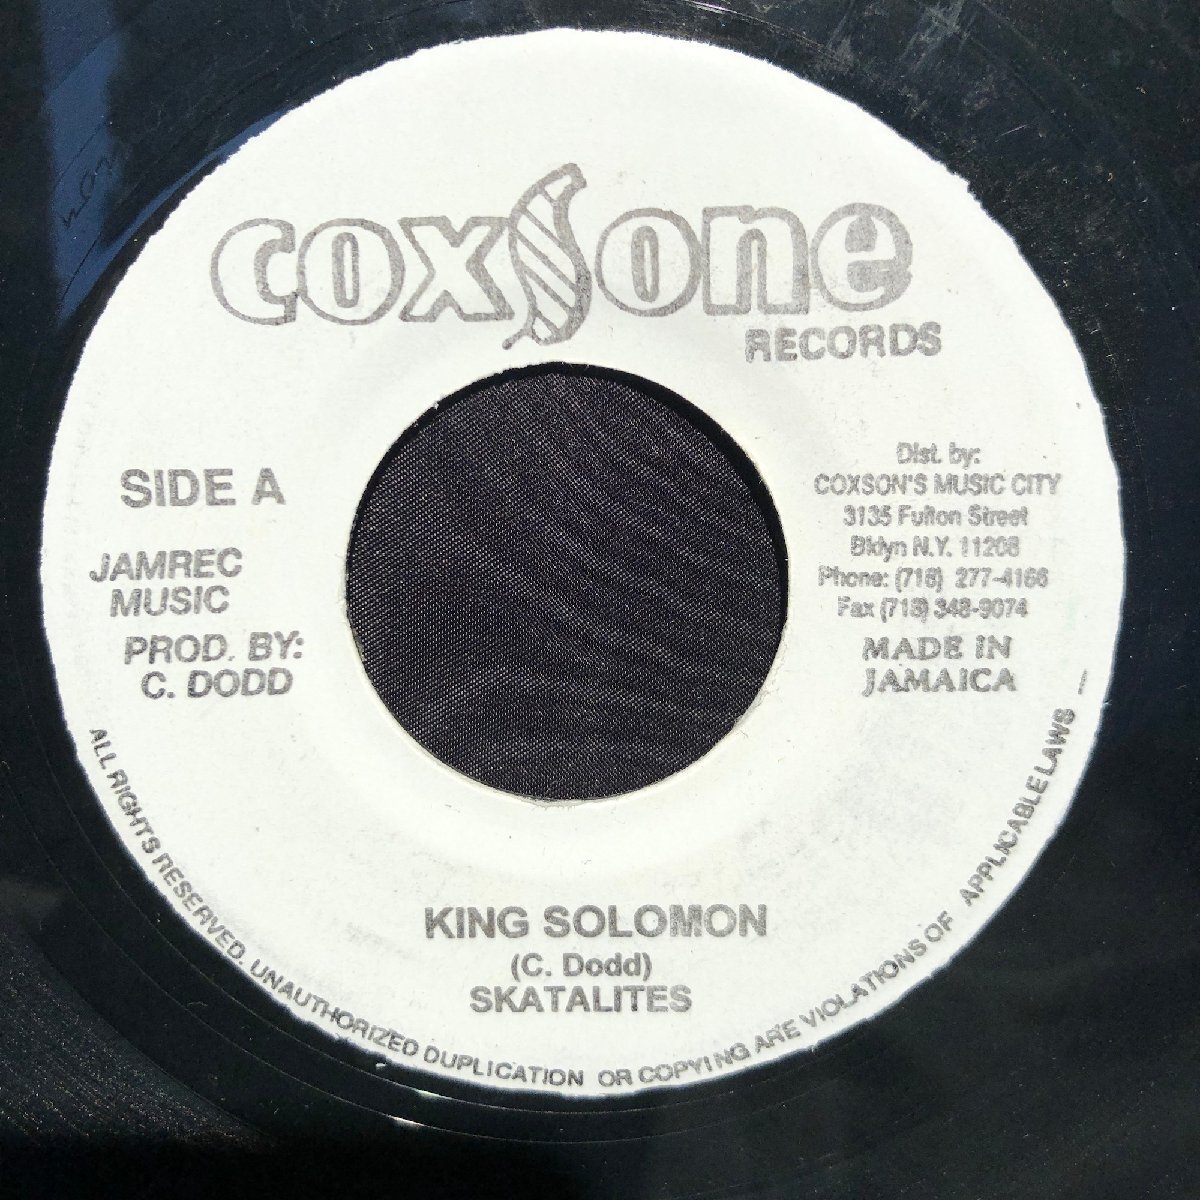 coxsone
RECORDS
SIDE A
JAMREC
MUSIC
PROD. BY:
C. DODD
Dist. by:
COXSON'S MUSIC CITY
3135 Fulton Street
Bklyn N.Y. 11208
Phone: (718) 277-4166
Fax (718) 348-9074
MADE IN
JAMAICA
KING SOLOMON
(C. Dodd)
SKATALITES
ALL RIGHTS RESERVED. UNAUTHORIZED DUPLICATION OR COPYING ARE VIOLATIONS OF APPLICABLE LAWS